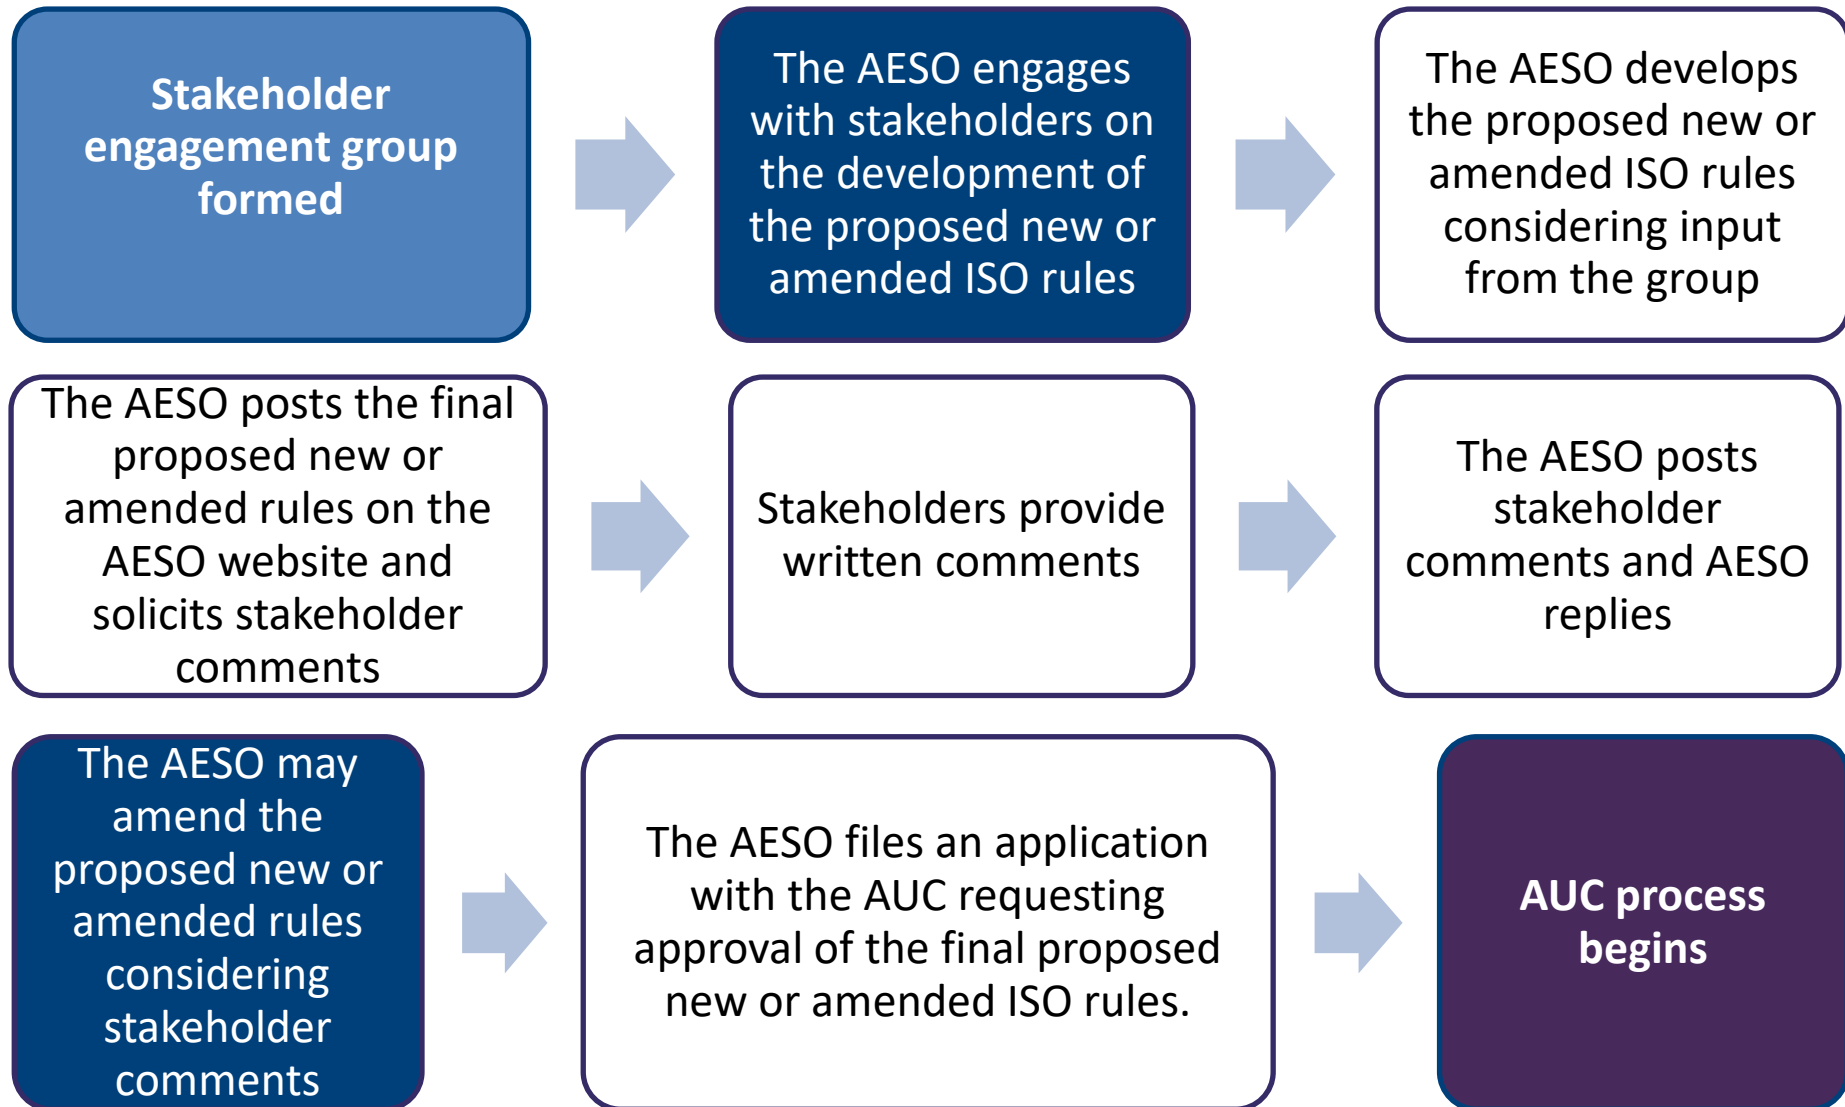 Stakeholder
engagement group
formed
The AESO engages
with stakeholders on
the development of
the proposed new or
amended ISO rules
The AESO develops
the proposed new or
amended ISO rules
considering input
from the group
The AESO posts the final
proposed new or
amended rules on the
AESO website and
solicits stakeholder
comments
Stakeholders provide
written comments
The AESO posts
stakeholder
comments and AESO
replies
The AESO may
amend the
proposed new or
amended rules
considering
stakeholder
comments
The AESO files an application
with the AUC requesting
approval of the final proposed
new or amended ISO rules.
AUC process
begins